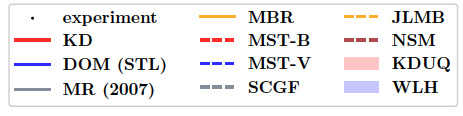 experiment MBR JLMB
KD MST-B NSM
DOM (STL) MST-V KDUQ
MR (2007) SCGF WLH